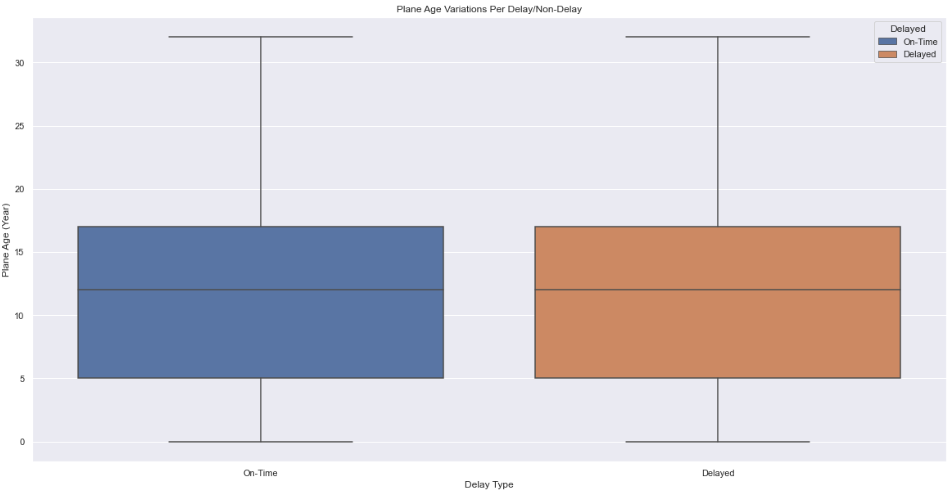 Plane Age Variations Per Delay/Non-Delay
Delayed
On-Time
Delayed
Plane Age (Year)
30
25
20
15
10
5
0
On-Time Delayed
Delay Type